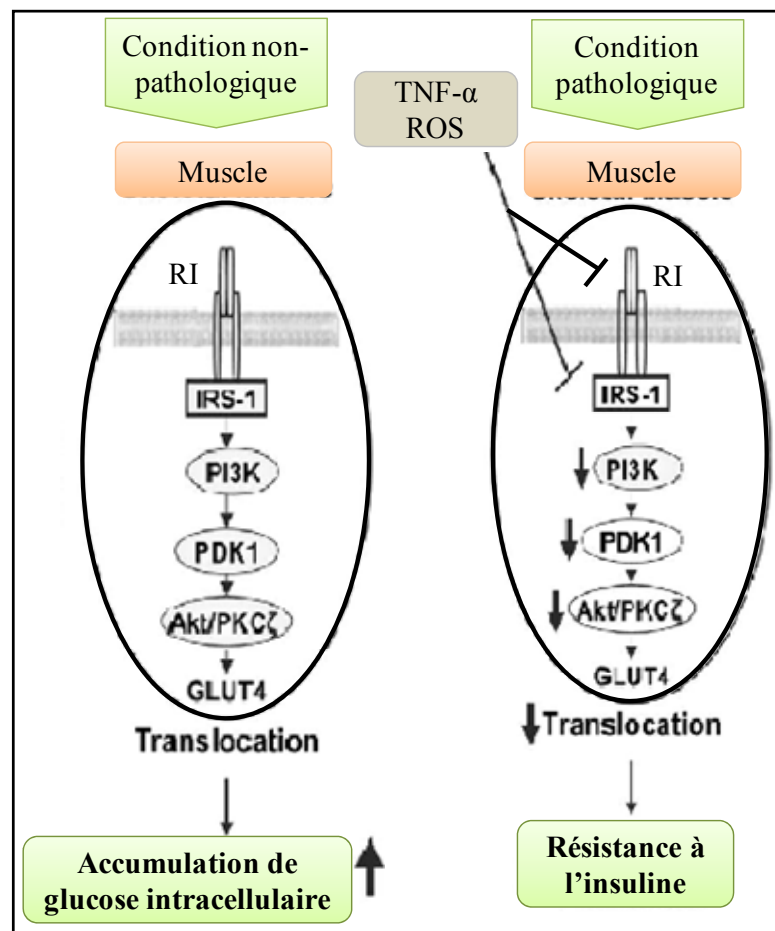 Condition non-
pathologique
Muscle
RI
IRS-1
PI3K
PDK1
Akt/PKCζ
GLUT4
Translocation
Accumulation de
glucose intracellulaire
TNF-α
ROS
Condition
pathologique
Muscle
RI
IRS-1
PI3K
PDK1
Akt/PKCζ
GLUT4
Translocation
Résistance à
l’insuline